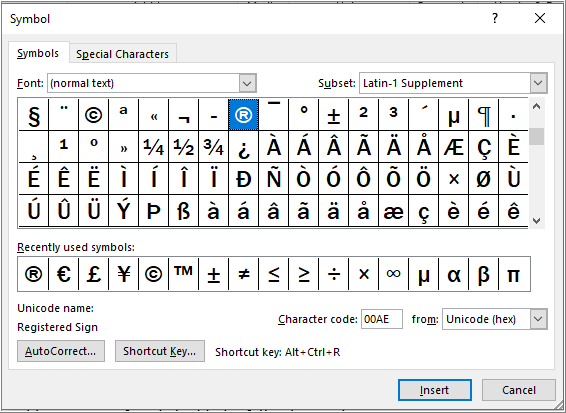 Symbol ?
Symbols Special Characters
Font: (normal text) Subset: Latin-1 Supplement
§ ¨ © ª « ¬ - ® ¯ ° ± ² ³ ´ µ ¶ ·
¸ ¹ º » ¼ ½ ¾ ¿ À Á Â Ã Ä Å Æ Ç È
É Ê Ë Ì Í Î Ï Ð Ñ Ò Ó Ô Õ Ö × Ø Ù
Ú Û Ü Ý Þ ß à á â ã ä å æ ç è é ê
Recently used symbols:
® € £ ¥ © ™ ± ≠ ≤ ≥ ÷ × ∞ µ α β π
Unicode name:
Registered Sign
Character code: 00AE from: Unicode (hex)
AutoCorrect... Shortcut Key... Shortcut key: Alt+Ctrl+R
Insert Cancel